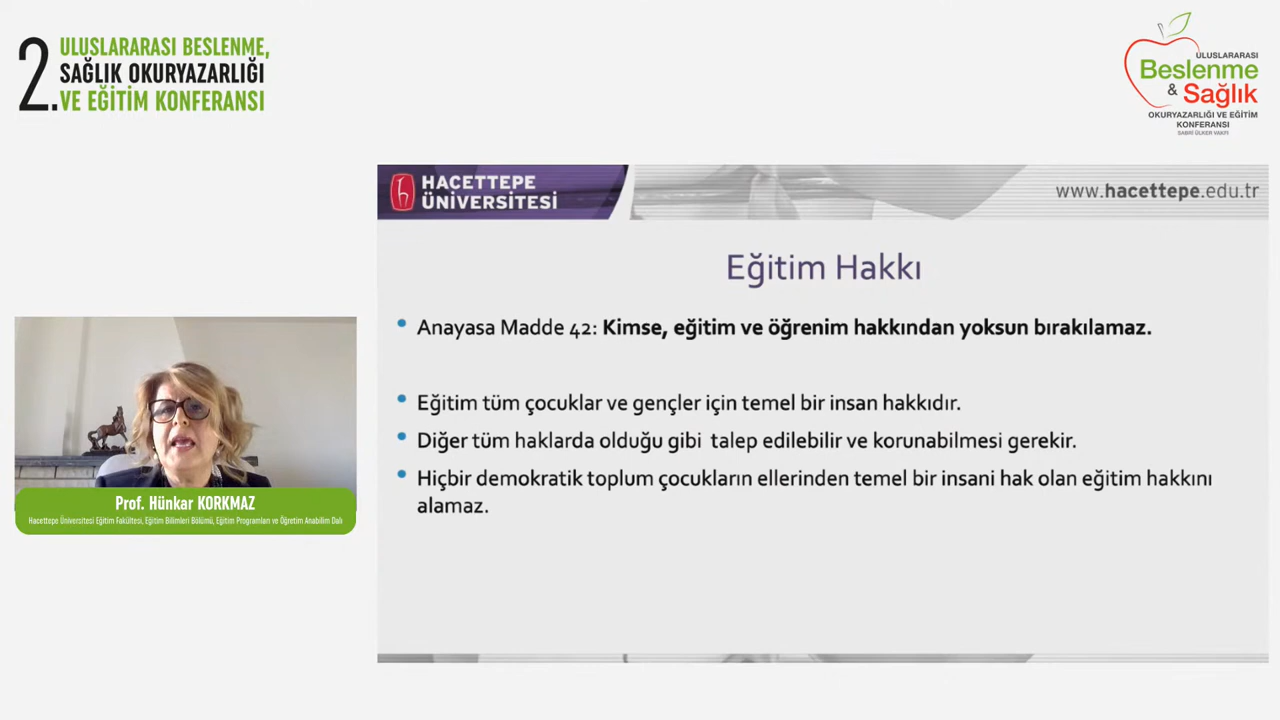 2.
ULUSLARARASI BESLENME,
SAĞLIK OKURYAZARLIĞI
VE EĞİTİM KONFERANSI
ULUSLARARASI
Beslenme
& Sağlık
OKURYAZARLIĞI VE EĞİTİM
KONFERANSI
SABRİ ÜLKER VAKFI
HACETTEPE
ÜNİVERSİTESİ
www.hacettepe.edu.tr
Eğitim Hakkı
• Anayasa Madde 42: Kimse, eğitim ve öğrenim hakkından yoksun bırakılamaz.
• Eğitim tüm çocuklar ve gençler için temel bir insan hakkıdır.
• Diğer tüm haklarda olduğu gibi talep edilebilir ve korunabilmesi gerekir.
• Hiçbir demokratik toplum çocukların ellerinden temel bir insani hak olan eğitim hakkını
alamaz.
Prof. Hünkar KORKMAZ
Hacettepe Üniversitesi Eğitim Fakültesi, Eğitim Bilimleri Bölümü, Eğitim Programları ve Öğretim Anabilim Dalı